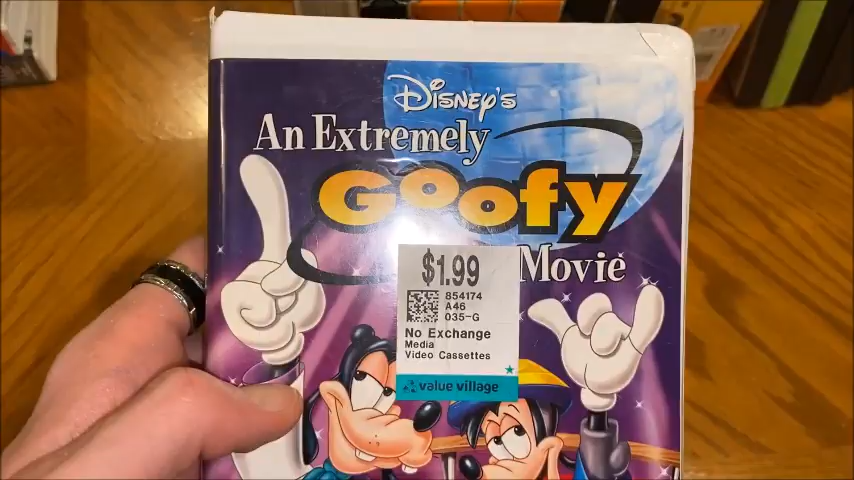 Disney's
An Extremely
Goofy
Movie
$1.99
854174
A46
035-G
No Exchange
Media
Video Cassettes
value village